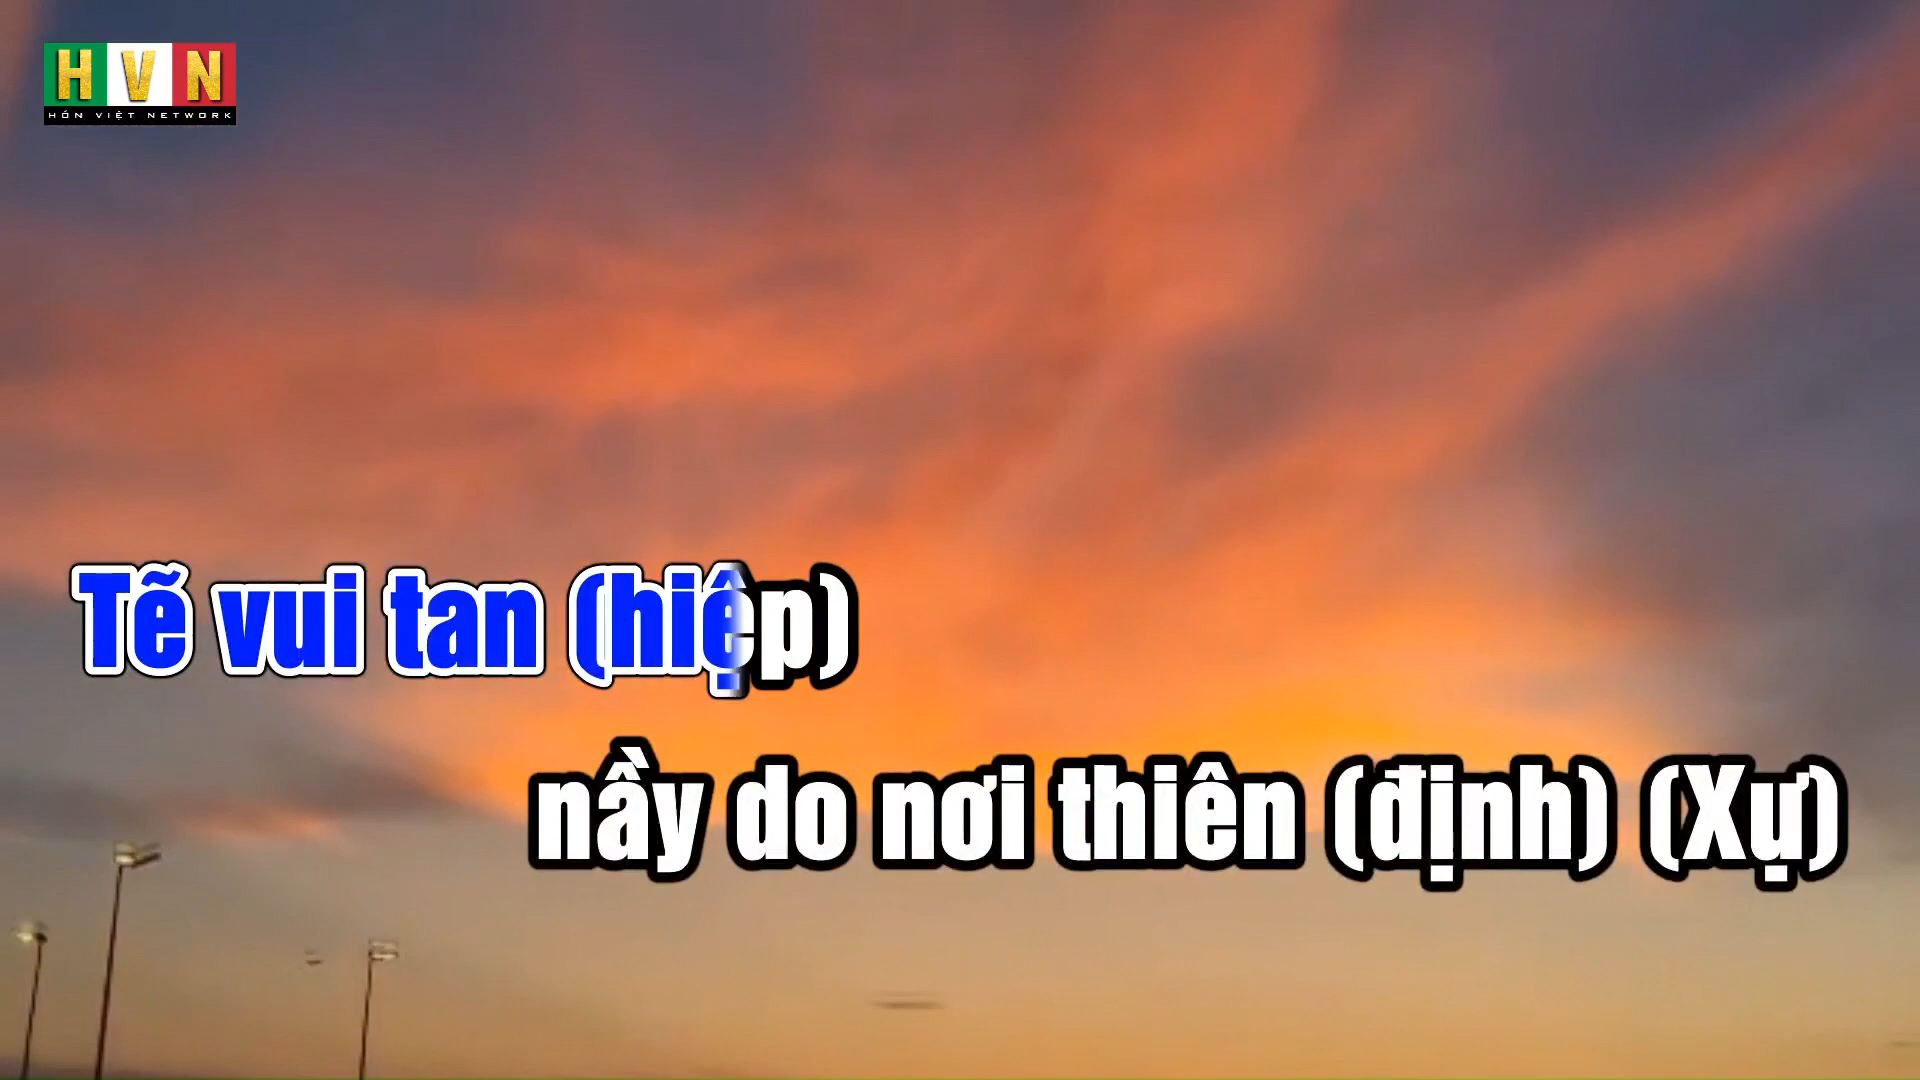 HVN
HỒN VIỆT NETWORK
Tẽ vui tan (hiệp)
nầy do nơi thiên (định) (Xự)